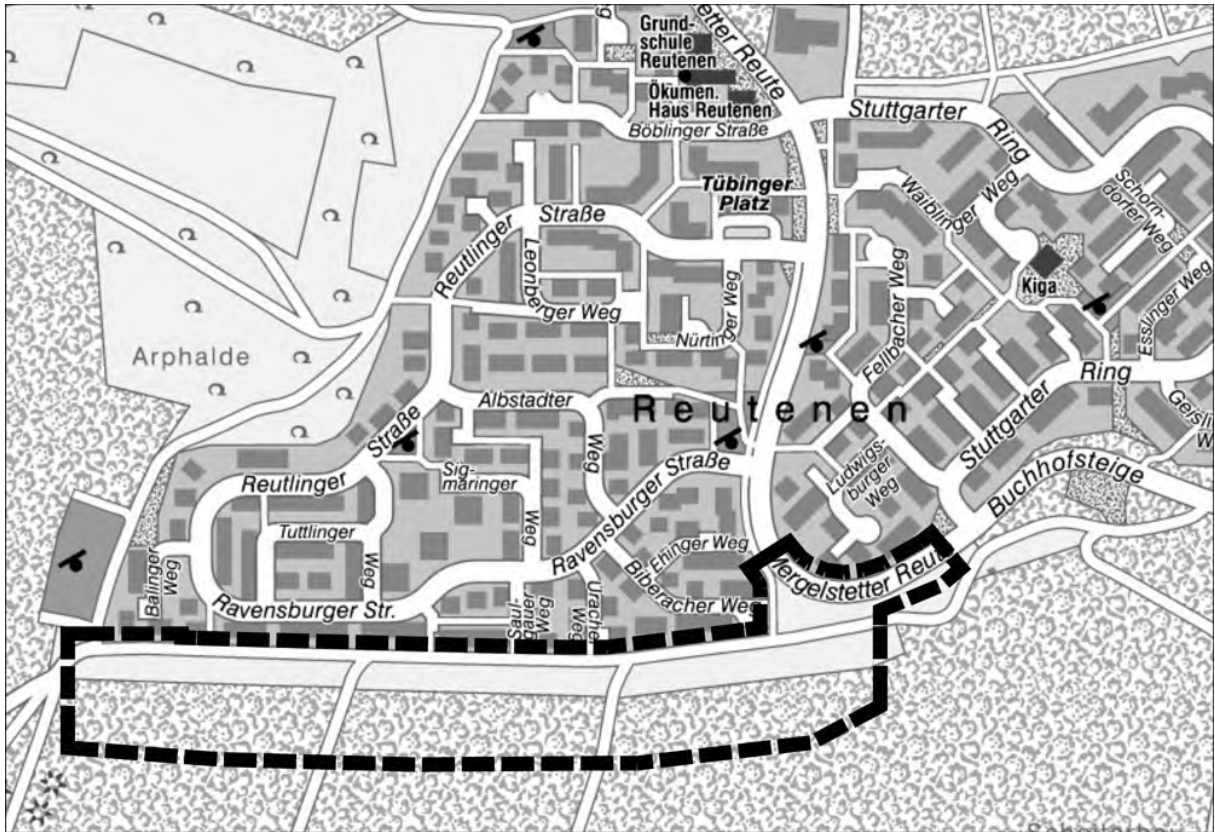 Grund-
schule
Reutenen
Ökumen.
Haus Reutenen
Böblinger Straße
Stuttgarter
Ring
Tübinger
Platz
Waiblinger Weg
Schorn-
dorfer Weg
Reutlinger
Straße
Leonberger Weg
Kiga
Esslinger Weg
Nürtinger Weg
Fellbacher Weg
Arphalde
Reutenen
Albstadter
Weg
Ring
Stuttgarter
Reutlinger
Straße
Sig-
maringer
Weg
Ravensburger Straße
Ludwigs-
burger
Weg
Buchhofsteige
Tuttlinger
Weg
Ehinger Weg
Biberacher Weg
Balinger
Weg
Ravensburger Str.
Saul-
gauer
Weg
Uracher
Weg